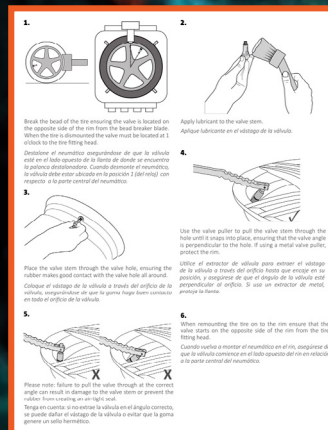 1.
Break the bead of the tire ensuring the valve is located on
the opposite side of the rim from the bead breaker blade.
When the tire is dismounted the valve must be located at 1
o'clock to the tire fitting head.
Destalone el neumático asegurándose de que la válvula
esté en el lado opuesto de la llanta de donde se encuentra
la palanca destalonadora. Cuando desmonte el neumático,
la válvula debe estar ubicada en la posición 1 (del reloj) con
respecto a la parte central del neumático.
2.
Apply lubricant to the valve stem.
Aplique lubricante en el vástago de la válvula.
3.
Place the valve stem through the valve hole, ensuring the
rubber makes good contact with the valve hole all around.
Coloque el vástago de la válvula a través del orificio de la
válvula, asegurándose de que la goma haga buen contacto
en todo el orificio de la válvula.
4.
Use the valve puller to pull the valve stem through the
hole until it snaps into place, ensuring that the valve angle
is perpendicular to the hole. If using a metal valve puller,
protect the rim.
Utilice el extractor de válvula para extraer el vástago
de la válvula a través del orificio hasta que encaje en su
posición, y asegúrese de que el ángulo de la válvula esté
perpendicular al orificio. Si usa un extractor de metal,
proteja la llanta.
5.
X X
Please note: failure to pull the valve through at the correct
angle can result in damage to the valve stem or prevent the
rubber from creating an air-tight seal.
Tenga en cuenta: si no extrae la válvula en el ángulo correcto,
se puede dañar el vástago de la válvula o evitar que la goma
genere un sello hermético.
6.
When remounting the tire on to the rim ensure that the
valve starts on the opposite side of the rim from the tire
fitting head.
Cuando vuelva a montar el neumático en el rin, asegúrese de
que la válvula comience en el lado opuesto del rin en relación
a la parte central del neumático.